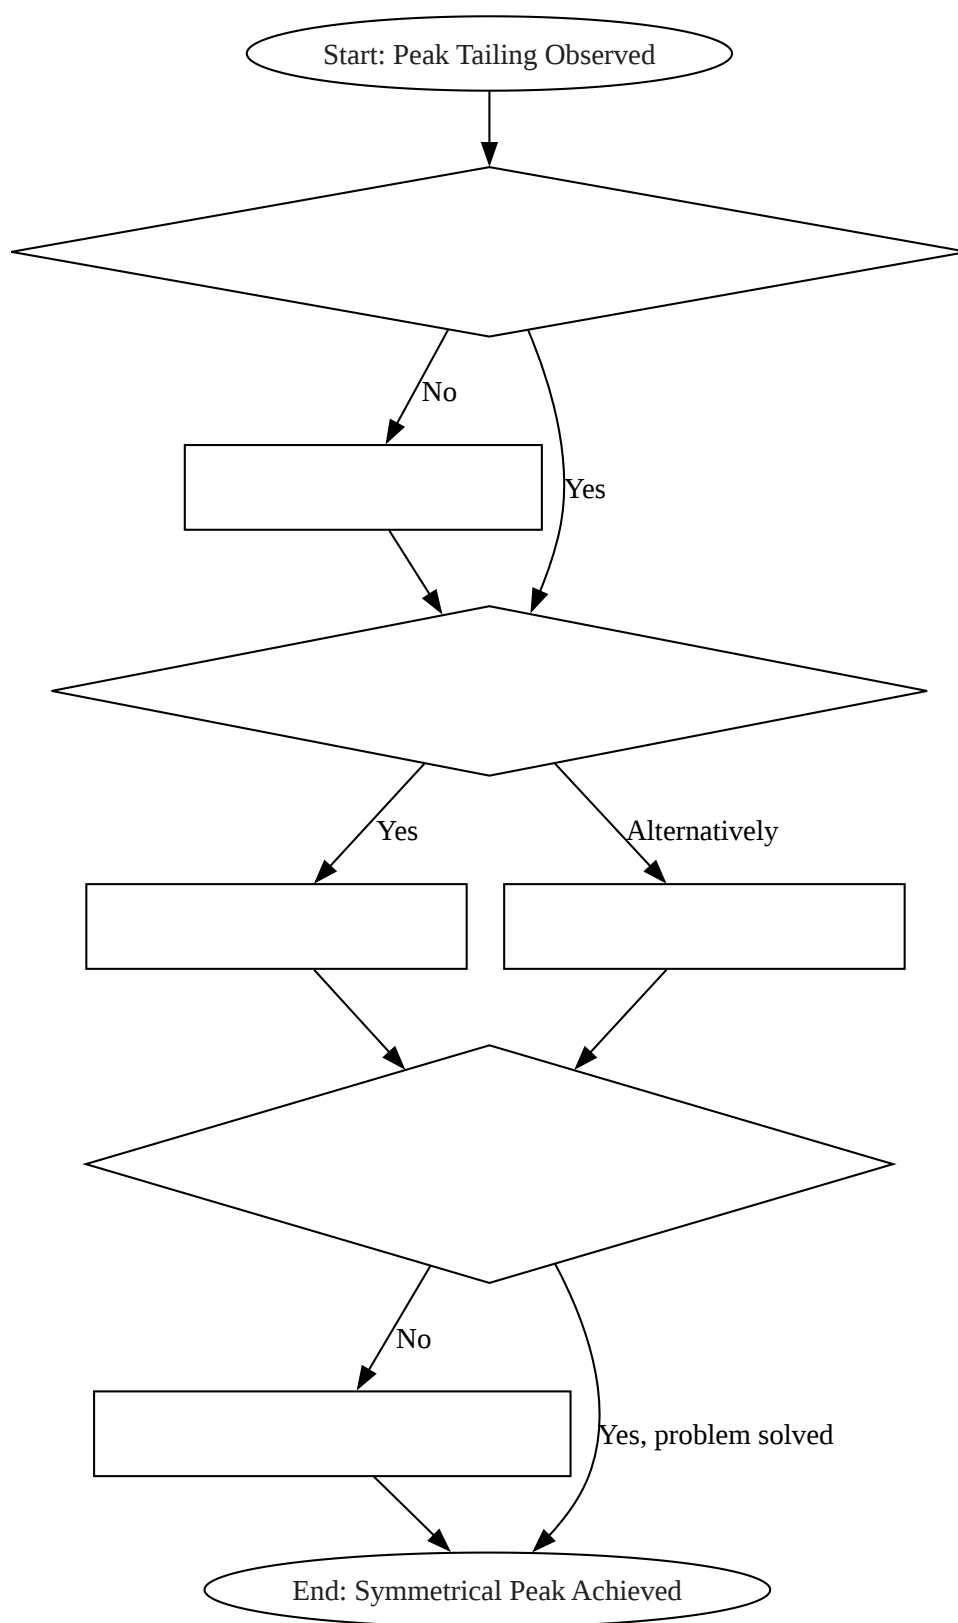 Start: Peak Tailing Observed
No
Yes
Yes
Alternatively
No
Yes, problem solved
End: Symmetrical Peak Achieved